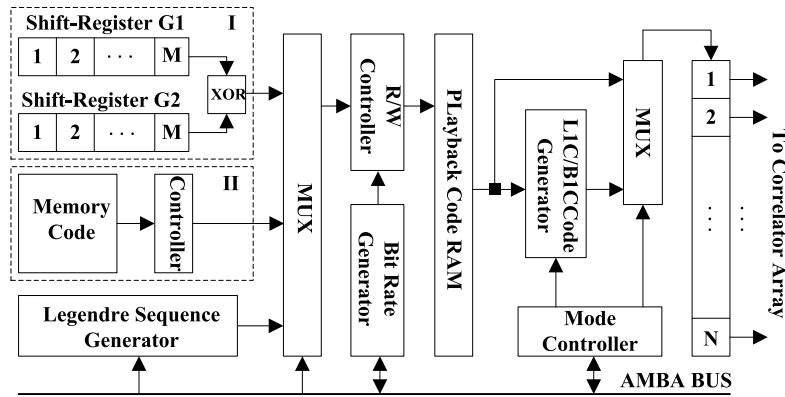 Shift-Register G1
I
1 2 · · · M
XOR
Shift-Register G2
1 2 · · · M
II
Memory
Code
Controller
Legendre Sequence
Generator
MUX
R/W
Controller
Bit Rate
Generator
PLayback Code RAM
L1C/B1CCode
Generator
MUX
Mode
Controller
1
2
· · · · · ·
N
To Correlator Array
AMBA BUS